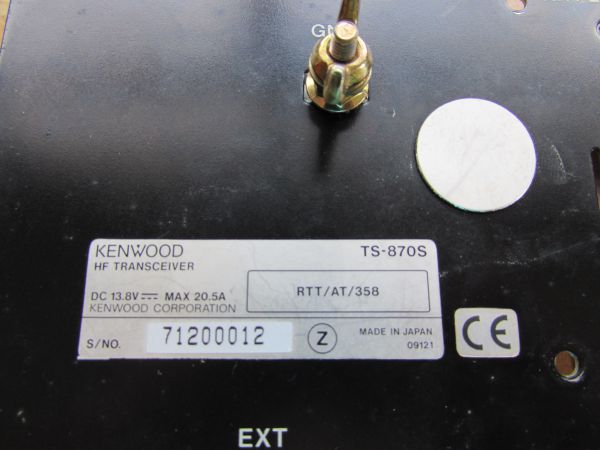 GN
KENWOOD TS-870S
HF TRANSCEIVER
RTT/AT/358
DC 13.8V⎓ MAX 20.5A
KENWOOD CORPORATION
S/NO. 71200012 Z MADE IN JAPAN
09121
CE
EXT